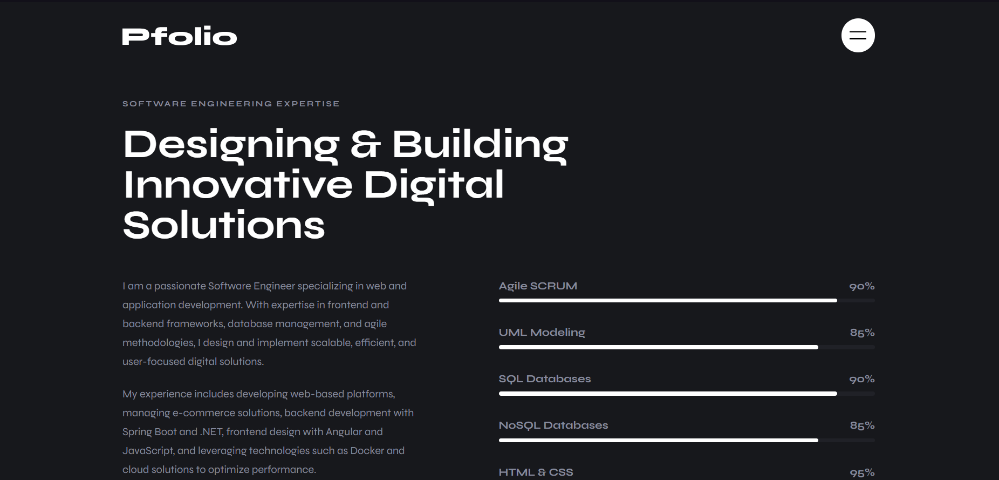 Pfolio
SOFTWARE ENGINEERING EXPERTISE
Designing & Building
Innovative Digital
Solutions
I am a passionate Software Engineer specializing in web and
application development. With expertise in frontend and
backend frameworks, database management, and agile
methodologies, I design and implement scalable, efficient, and
user-focused digital solutions.
My experience includes developing web-based platforms,
managing e-commerce solutions, backend development with
Spring Boot and .NET, frontend design with Angular and
JavaScript, and leveraging technologies such as Docker and
cloud solutions to optimize performance.
Agile SCRUM 90%
UML Modeling 85%
SQL Databases 90%
NoSQL Databases 85%
HTML & CSS 95%